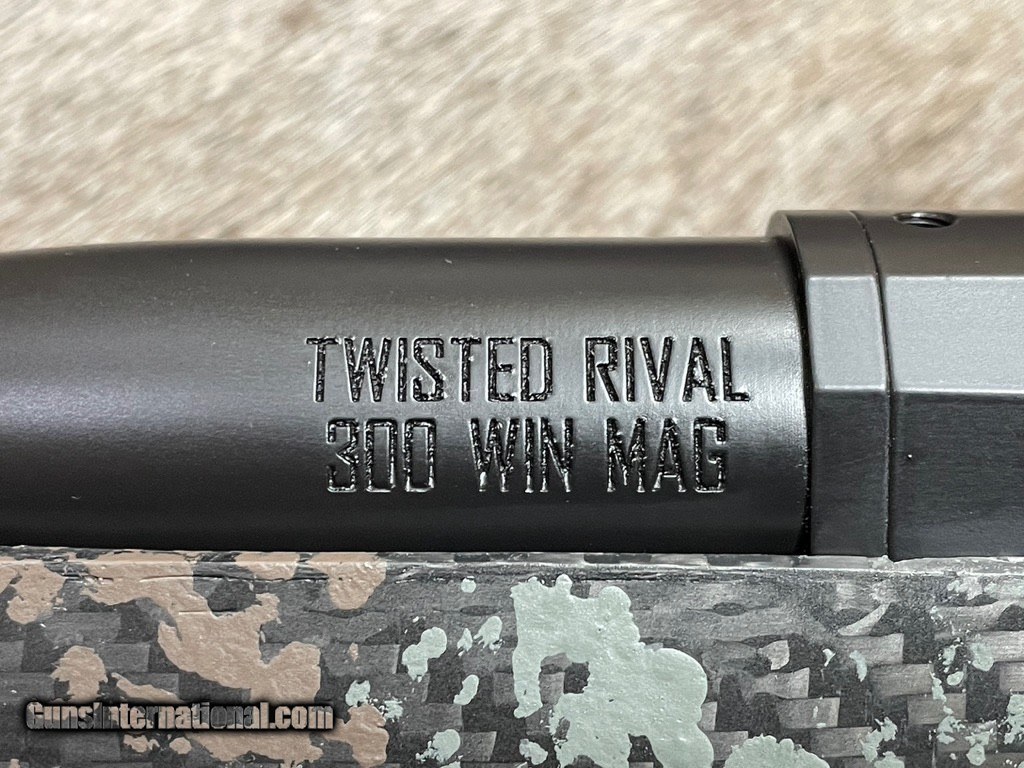 TWISTED RIVAL
300 WIN MAG
GunsInternational.com